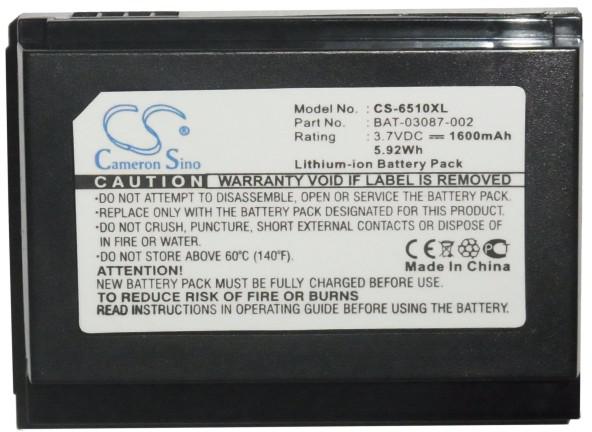 CS
Cameron Sino
Model No.: CS-6510XL
Part No.: BAT-03087-002
Rating: 3.7VDC 1600mAh
5.92Wh
Lithium-ion Battery Pack
CAUTION WARRANTY VOID IF LABEL REMOVED
•DO NOT ATTEMPT TO DISASSEMBLE, OPEN OR SERVICE THE BATTERY.
•REPLACE ONLY WITH THE BATTERY PACK DESIGNATED FOR THIS PRODUCT.
•DO NOT CRUSH, PUNCTURE, SHORT EXTERNAL CONTACTS OR DISPOSE OF
IN FIRE OR WATER.
•DO NOT STORE ABOVE 60°C (140°F).
ATTENTION!
NEW BATTERY PACK MUST BE FULLY CHARGED BEFORE USE.
TO REDUCE RISK OF FIRE OR BURNS
READ INSTRUCTIONS IN OPERATING GUIDE BEFORE USING THE BATTERY.
CE
Made In China